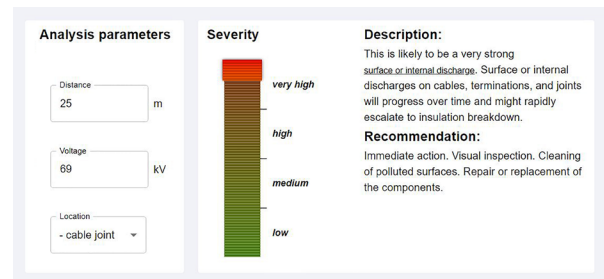 Analysis parameters
Distance
25
m
Voltage
69
kV
Location
- cable joint
Severity
very high
high
medium
low
Description:
This is likely to be a very strong
surface or internal discharge. Surface or internal
discharges on cables, terminations, and joints
will progress over time and might rapidly
escalate to insulation breakdown.
Recommendation:
Immediate action. Visual inspection. Cleaning
of polluted surfaces. Repair or replacement of
the components.